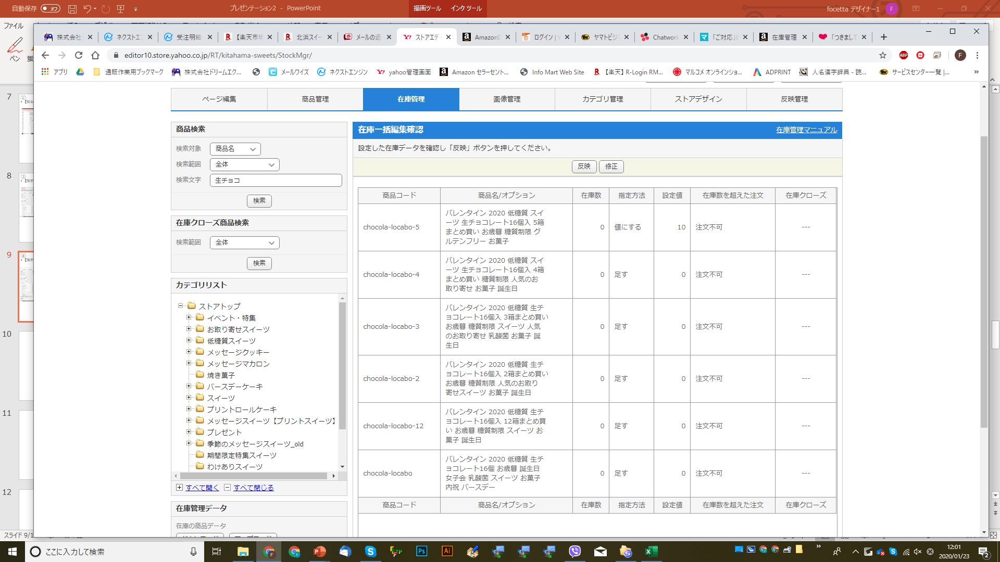 自動保存 オフ
プレゼンテーション2 - PowerPoint
描画ツール インク ツール
focetta デザイナー1 F
ファイル
ペン
株式会社
ネクストエン
受注明細
【楽天市場
北浜スイー
メールの返
ストアエディ
AmazonD
ログイン | W
ヤマトビジネ
Chatwork
「ご対応」
在庫管理
「つきまして
editor10.store.yahoo.co.jp/RT/kitahama-sweets/StockMgr/
アプリ
通販作業用ブックマーク
株式会社ドリームエク...
メールワイズ
ネクストエンジン
yahoo管理画面
Amazon セラーセント...
Info Mart Web Site
【楽天】R-Login RM...
マルコメ オンラインショ...
ADPRINT
人名漢字辞典 - 読...
サービスセンター一覧 |...
ページ編集 商品管理 在庫管理 画像管理 カテゴリ管理 ストアデザイン 反映管理
商品検索
検索対象 商品名
検索範囲 全体
検索文字 生チョコ
検索
在庫クローズ商品検索
検索範囲 全体
検索
カテゴリリスト
ストアトップ
イベント・特集
お取り寄せスイーツ
低糖質スイーツ
メッセージクッキー
メッセージマカロン
焼き菓子
バースデーケーキ
スイーツ
プリントロールケーキ
メッセージスイーツ【プリントスイーツ】
プレゼント
季節のメッセージスイーツ_old
期間限定特集スイーツ
わけありスイーツ
すべて開く すべて閉じる
在庫管理データ
在庫の商品データ
在庫一括編集確認 在庫管理マニュアル
設定した在庫データを確認し「反映」ボタンを押してください。
反映 修正
商品コード 商品名/オプション 在庫数 指定方法 設定値 在庫数を超えた注文 在庫クローズ
chocola-locabo-5
バレンタイン 2020 低糖質 スイ
ーツ 生チョコレート16個入 5箱
まとめ買い お歳暮 糖質制限 グ
ルテンフリー お菓子
0 値にする 10 注文不可 ---
chocola-locabo-4
バレンタイン 2020 低糖質 スイ
ーツ 生チョコレート16個入 4箱
まとめ買い 糖質制限 人気のお
取り寄せ お菓子 誕生日
0 足す 0 注文不可 ---
chocola-locabo-3
バレンタイン 2020 低糖質 生チ
ョコレート16個入 3箱まとめ買い
お歳暮 糖質制限 スイーツ 人気
のお取り寄せ 乳酸菌 お菓子 誕
生日
0 足す 0 注文不可 ---
chocola-locabo-2
バレンタイン 2020 低糖質 生チ
ョコレート16個入 2箱まとめ買い
お歳暮 糖質制限 人気のお取り
寄せスイーツ お菓子 誕生日
0 足す 0 注文不可 ---
chocola-locabo-12
バレンタイン 2020 低糖質 生チ
ョコレート16個入 12箱まとめ買
い お歳暮 糖質制限 スイーツ お
菓子 誕生日
0 足す 0 注文不可 ---
chocola-locabo
バレンタイン 2020 低糖質 生チ
ョコレート16個 お歳暮 誕生日
女子会 乳酸菌 スイーツ お菓子
内祝 バースデー
0 足す 0 注文不可 ---
商品コード 商品名/オプション 在庫数 指定方法 設定値 在庫数を超えた注文 在庫クローズ
7
8
9
10
11
12
スライド 9/1
ここに入力して検索
12:01
2020/01/23
2